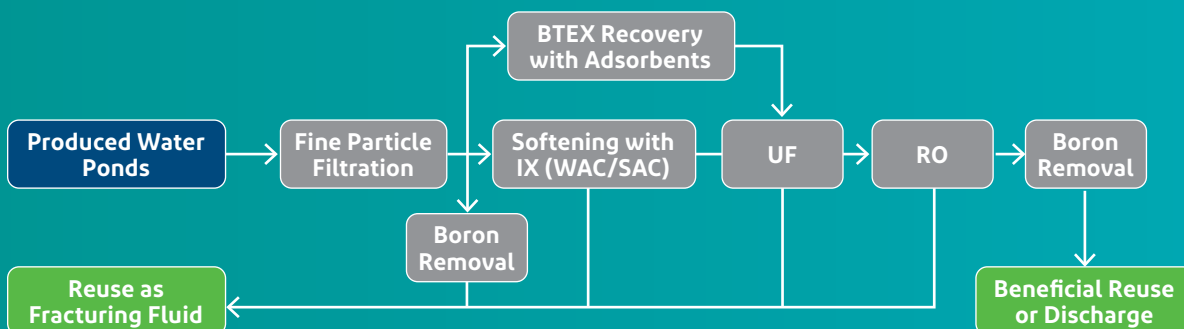 BTEX Recovery
with Adsorbents
Produced Water
Ponds
Fine Particle
Filtration
Softening with
IX (WAC/SAC)
UF
RO
Boron
Removal
Boron
Removal
Reuse as
Fracturing Fluid
Beneficial Reuse
or Discharge